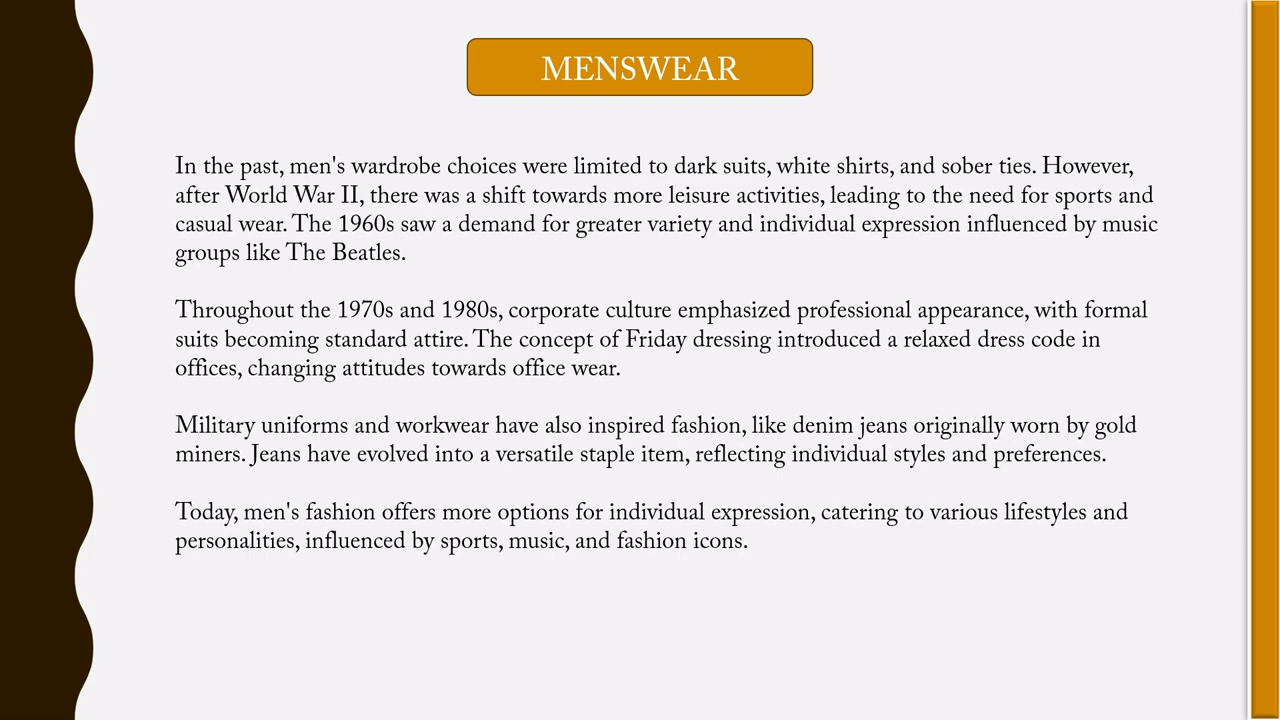 MENSWEAR
In the past, men's wardrobe choices were limited to dark suits, white shirts, and sober ties. However,
after World War II, there was a shift towards more leisure activities, leading to the need for sports and
casual wear. The 1960s saw a demand for greater variety and individual expression influenced by music
groups like The Beatles.
Throughout the 1970s and 1980s, corporate culture emphasized professional appearance, with formal
suits becoming standard attire. The concept of Friday dressing introduced a relaxed dress code in
offices, changing attitudes towards office wear.
Military uniforms and workwear have also inspired fashion, like denim jeans originally worn by gold
miners. Jeans have evolved into a versatile staple item, reflecting individual styles and preferences.
Today, men's fashion offers more options for individual expression, catering to various lifestyles and
personalities, influenced by sports, music, and fashion icons.